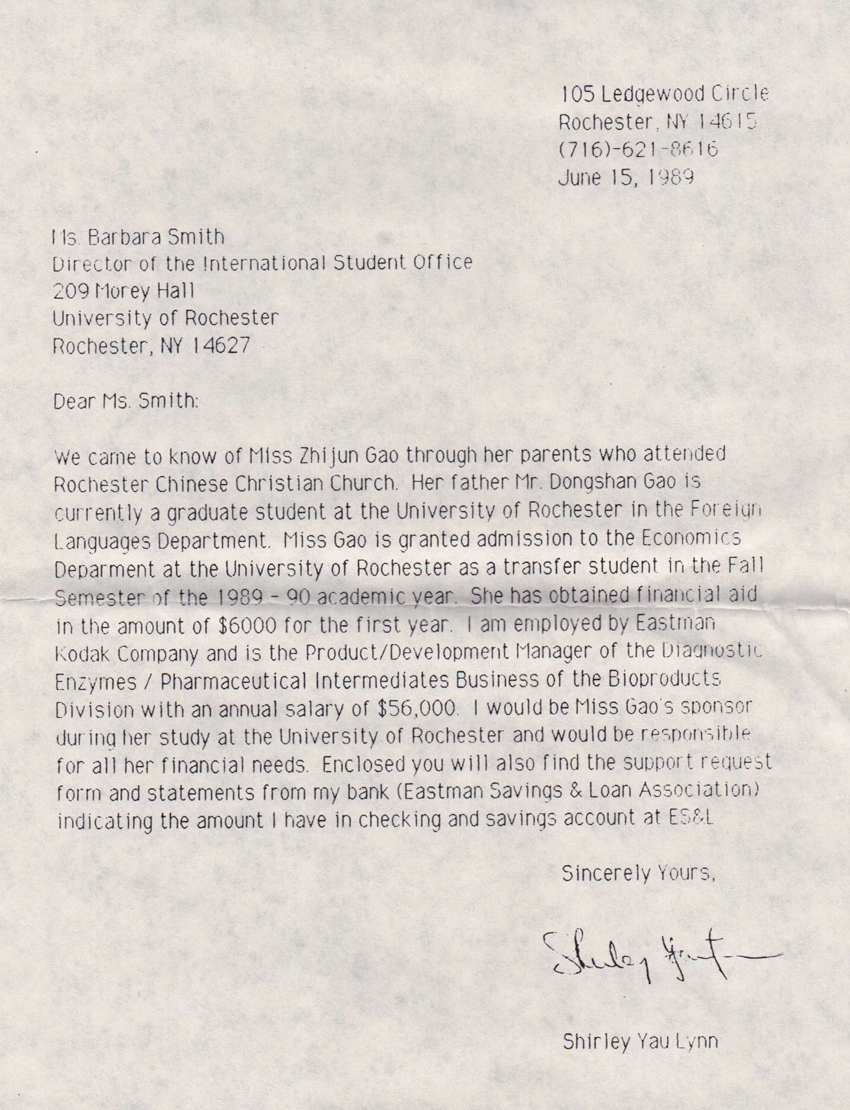 105 Ledgewood Circle
Rochester, NY 14615
(716)-621-8616
June 15, 1989
Ms. Barbara Smith
Director of the International Student Office
209 Morey Hall
University of Rochester
Rochester, NY 14627
Dear Ms. Smith:
We came to know of Miss Zhijun Gao through her parents who attended
Rochester Chinese Christian Church. Her father Mr. Dongshan Gao is
currently a graduate student at the University of Rochester in the Foreign
Languages Department. Miss Gao is granted admission to the Economics
Deparment at the University of Rochester as a transfer student in the Fall
Semester of the 1989 - 90 academic year. She has obtained financial aid
in the amount of $6000 for the first year. I am employed by Eastman
Kodak Company and is the Product/Development Manager of the Diagnostic
Enzymes / Pharmaceutical Intermediates Business of the Bioproducts
Division with an annual salary of $56,000. I would be Miss Gao's sponsor
during her study at the University of Rochester and would be responsible
for all her financial needs. Enclosed you will also find the support request
form and statements from my bank (Eastman Savings & Loan Association)
indicating the amount I have in checking and savings account at ES&L
Sincerely Yours,
Shirley
Shirley Yau Lynn